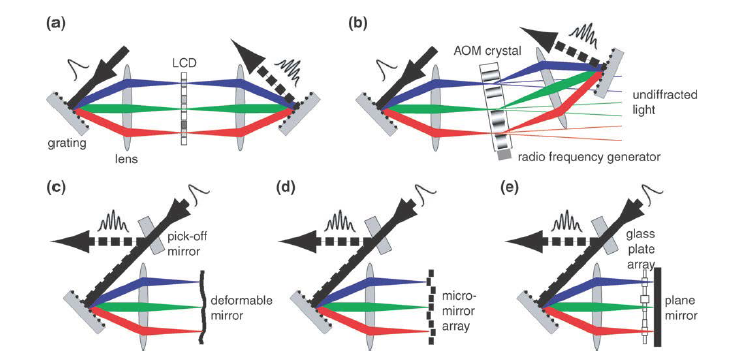 (a)
LCD
grating
lens
(b)
AOM crystal
undiffracted
light
radio frequency generator
(c)
pick-off
mirror
deformable
mirror
(d)
micro-
mirror
array
(e)
glass
plate
array
plane
mirror